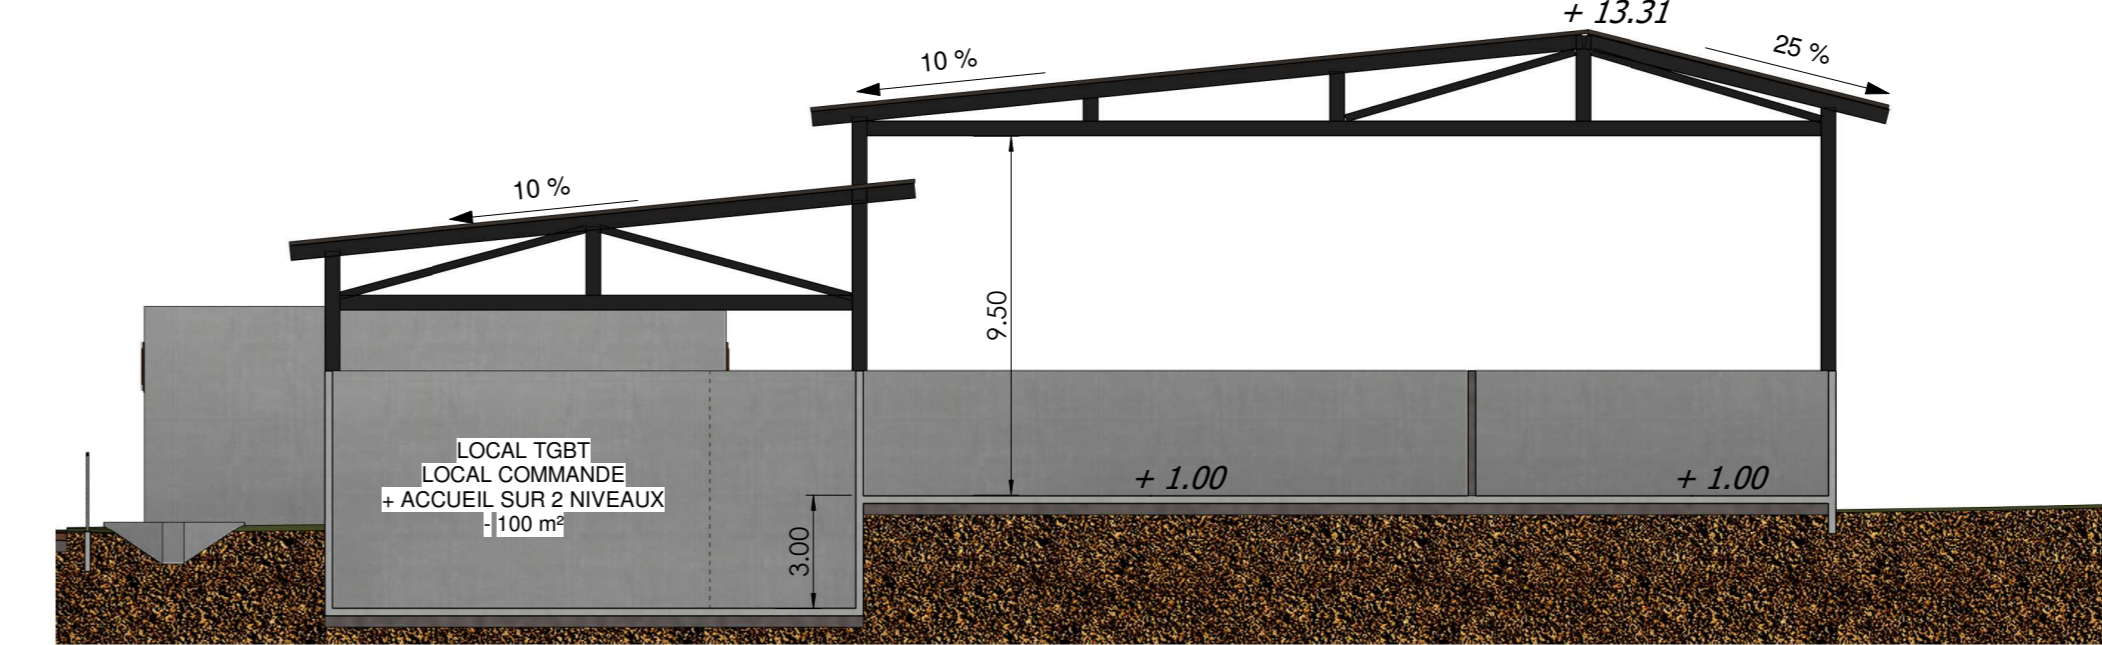 + 13.31
25 %
10 %
10 %
9.50
LOCAL TGBT
LOCAL COMMANDE
+ ACCUEIL SUR 2 NIVEAUX
- 100 m²
+ 1.00
+ 1.00
3.00